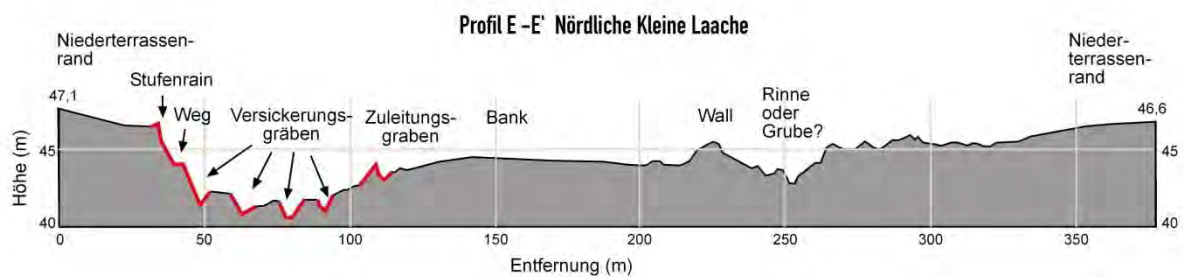 Profil E –E' Nördliche Kleine Laache
Niederterrassen-
rand
Stufenrain
47,1
Weg
Versickerungs-
gräben
Zuleitungs-
graben
Bank
Wall
Rinne
oder
Grube?
Nieder-
terrassen-
rand
46,6
Höhe (m)
45
40
45
40
0
50
100
150
200
250
300
350
Entfernung (m)